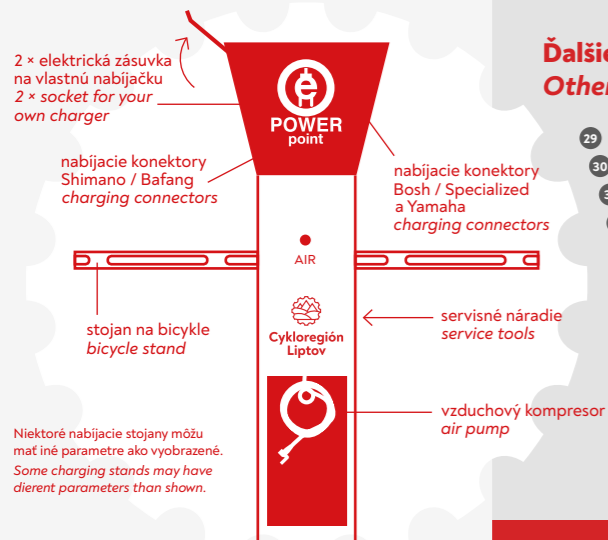 2 × elektrická zásuvka
na vlastnú nabíjačku
2 × socket for your
own charger
e
POWER
point
nabíjacie konektory
Shimano / Bafang
charging connectors
nabíjacie konektory
Bosh / Specialized
a Yamaha
charging connectors
AIR
stojan na bicykle
bicycle stand
Cykloregión
Liptov
servisné náradie
service tools
vzduchový kompresor
air pump
Niektoré nabíjacie stojany môžu
mať iné parametre ako vyobrazené.
Some charging stands may have
dierent parameters than shown.
Ďalšie
Other
29
30